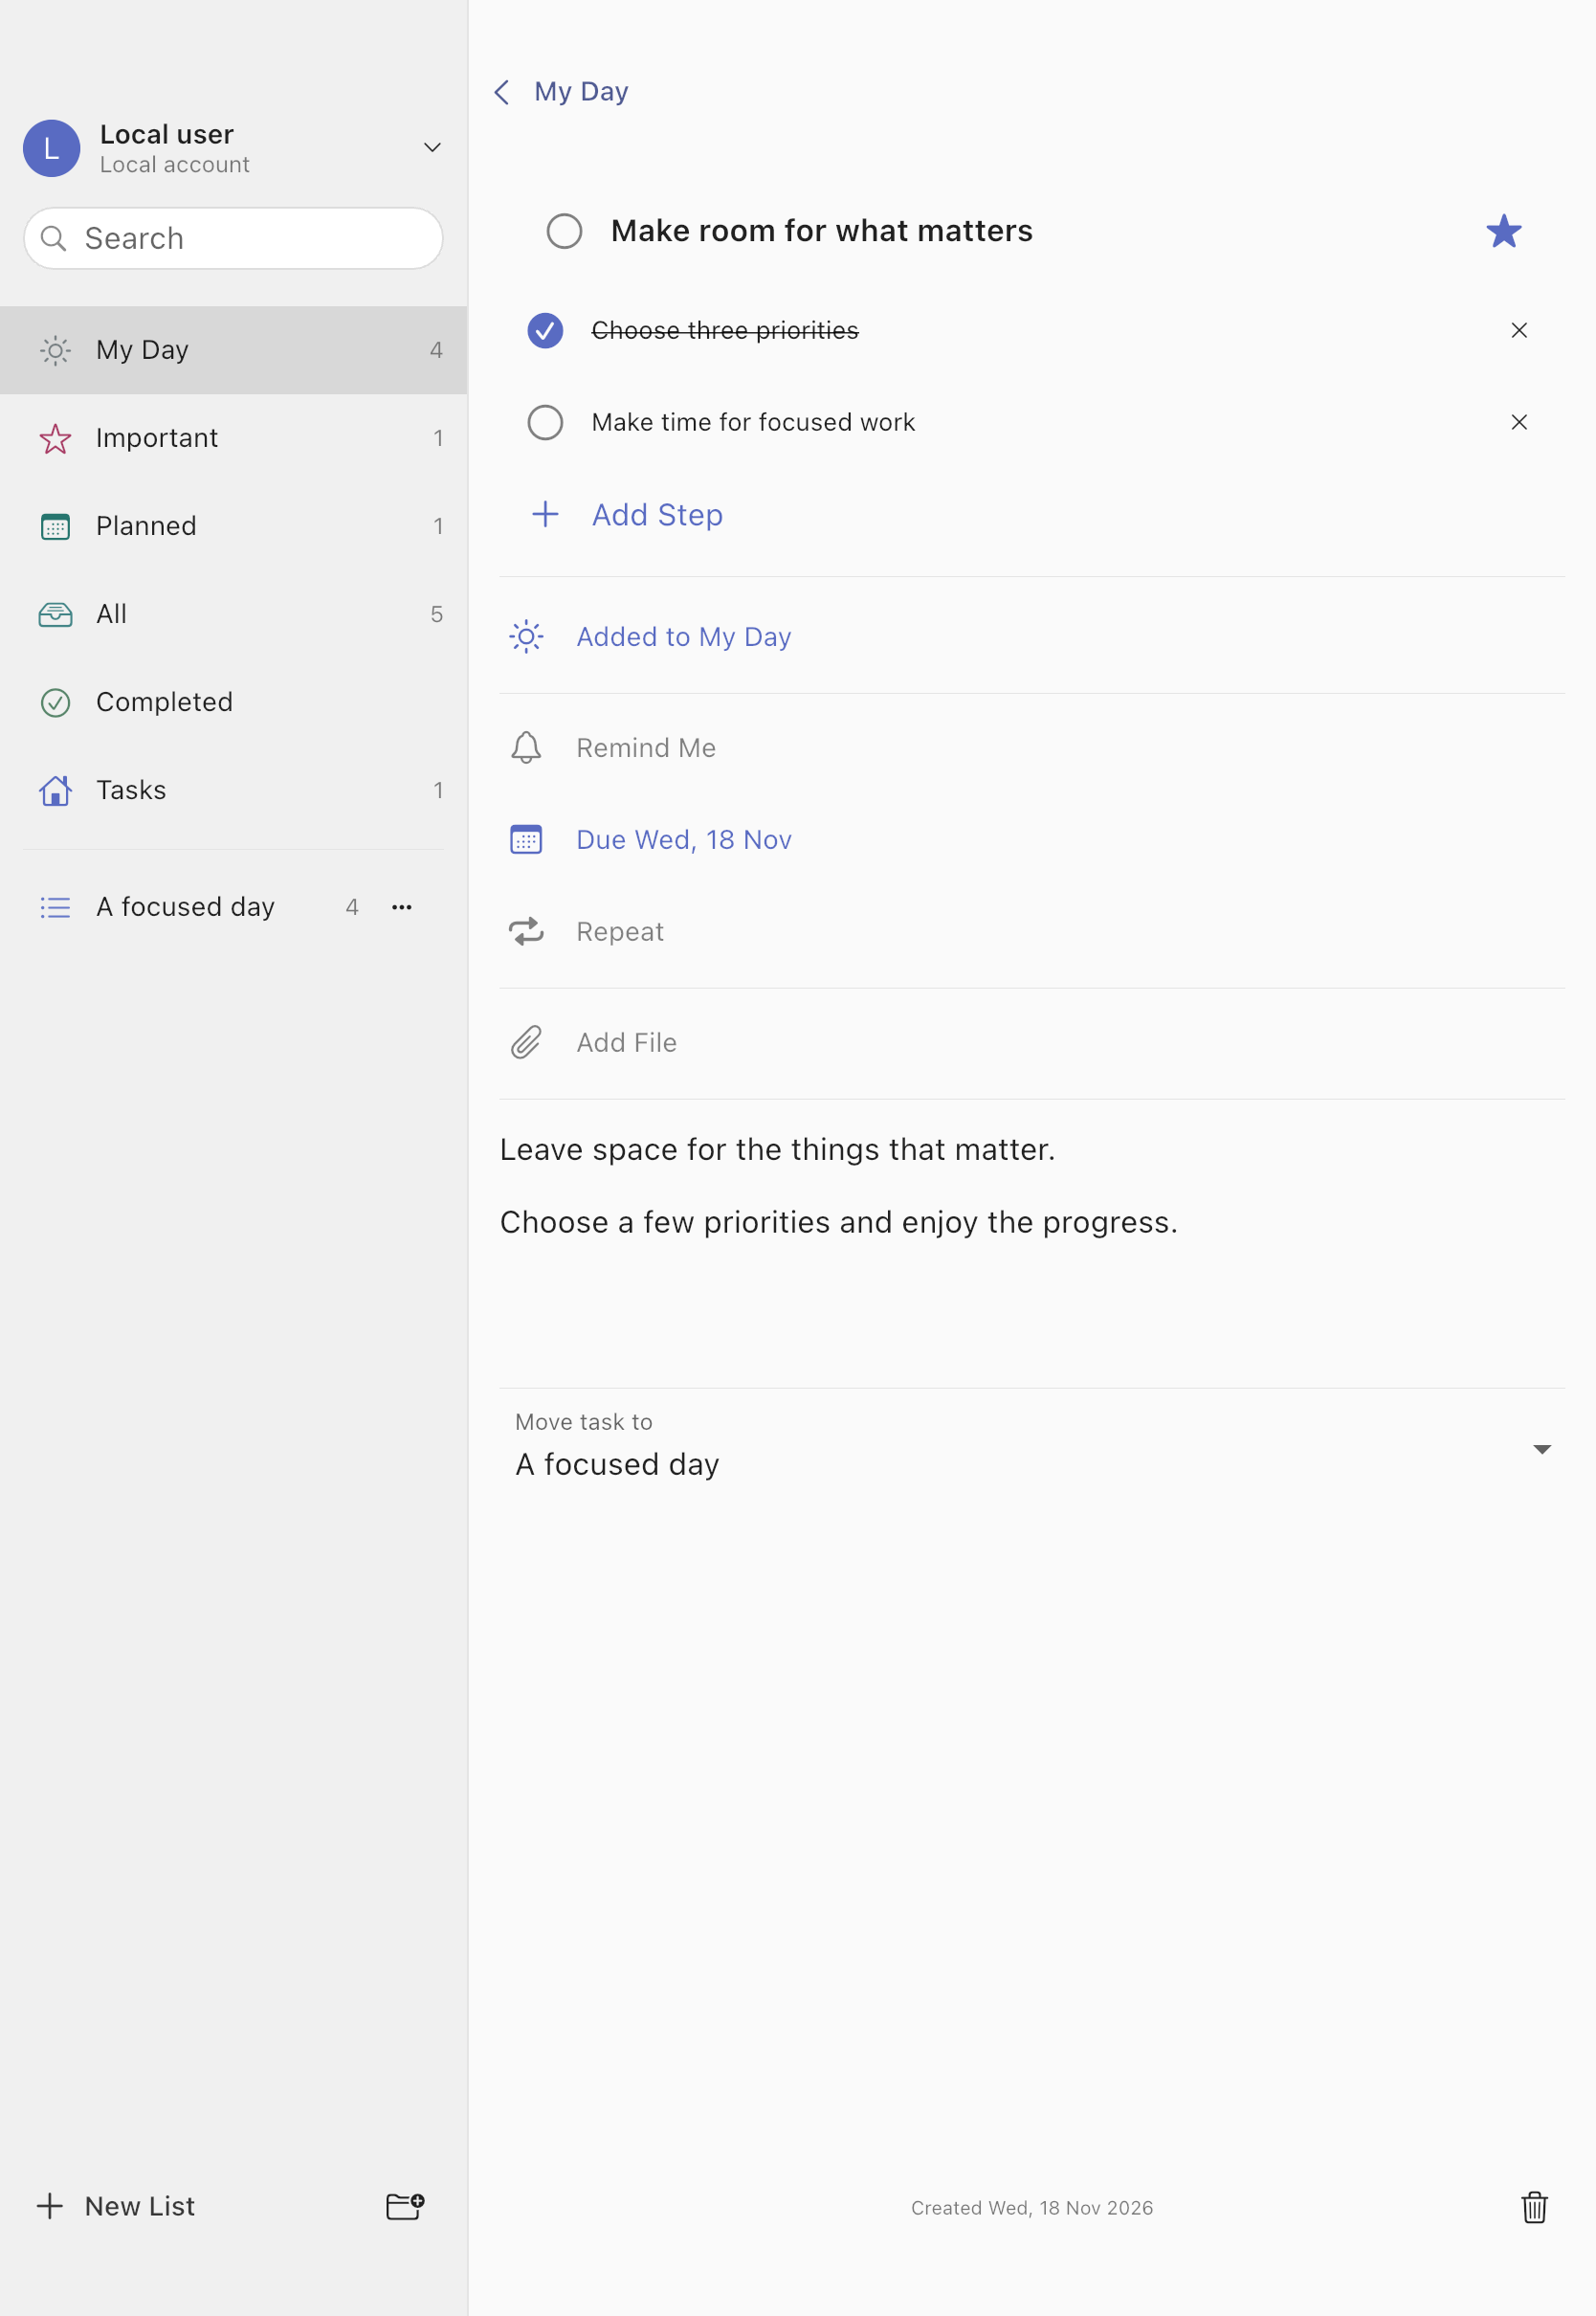 L
Local user
Local account
Search
My Day 4
Important 1
Planned 1
All 5
Completed
Tasks 1
A focused day 4
New List
My Day
Make room for what matters
Choose three priorities
Make time for focused work
Add Step
Added to My Day
Remind Me
Due Wed, 18 Nov
Repeat
Add File
Leave space for the things that matter.
Choose a few priorities and enjoy the progress.
Move task to
A focused day
Created Wed, 18 Nov 2026